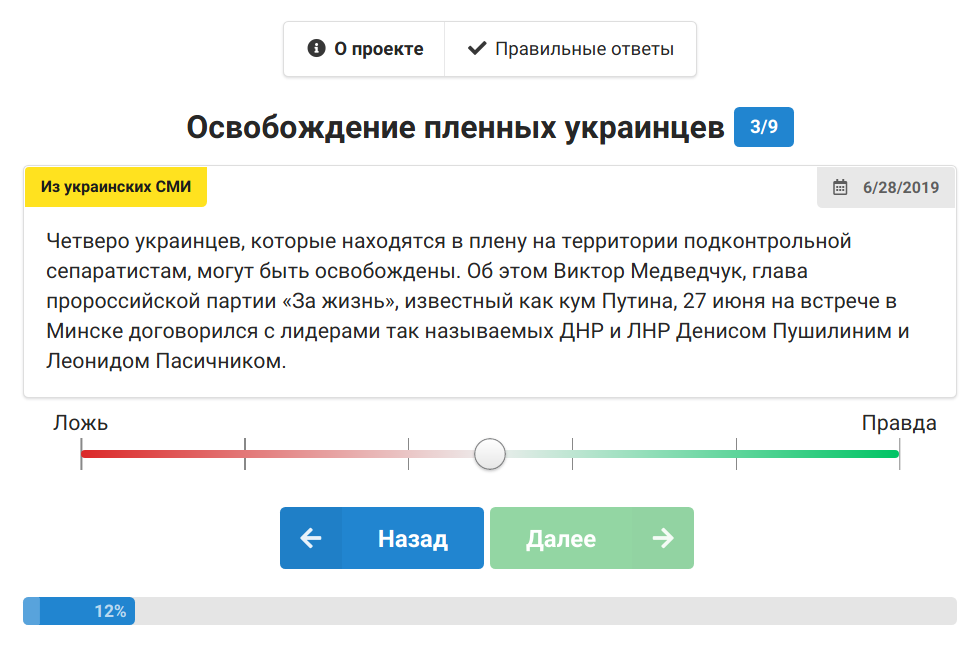 О проекте
Правильные ответы
Освобождение пленных украинцев 3/9
Из украинских СМИ
6/28/2019
Четверо украинцев, которые находятся в плену на территории подконтрольной
сепаратистам, могут быть освобождены. Об этом Виктор Медведчук, глава
пророссийской партии «За жизнь», известный как кум Путина, 27 июня на встрече в
Минске договорился с лидерами так называемых ДНР и ЛНР Денисом Пушилиним и
Леонидом Пасичником.
Ложь
Правда
Назад
Далее
12%